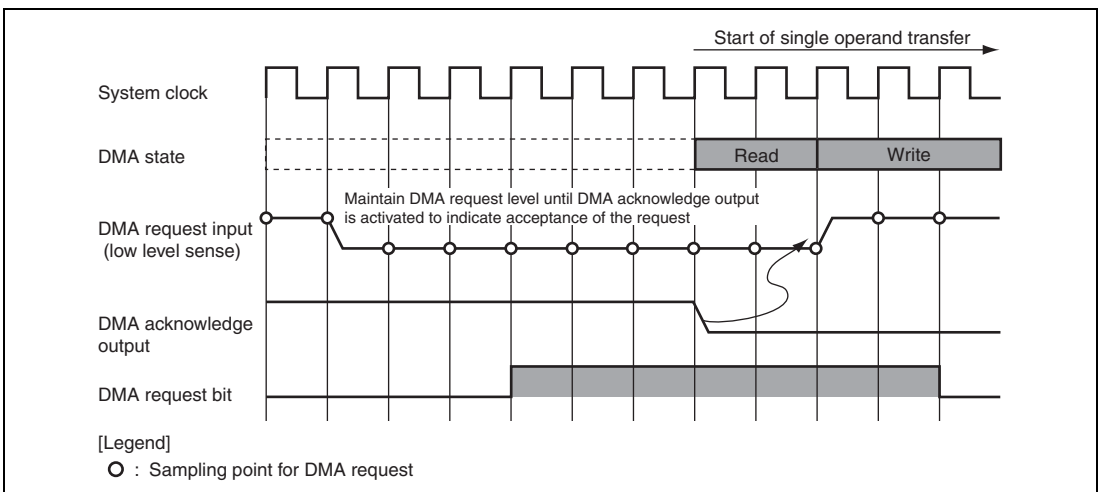 Start of single operand transfer
System clock
DMA state
Read
Write
Maintain DMA request level until DMA acknowledge output
is activated to indicate acceptance of the request
DMA request input
(low level sense)
DMA acknowledge
output
DMA request bit
[Legend]
: Sampling point for DMA request